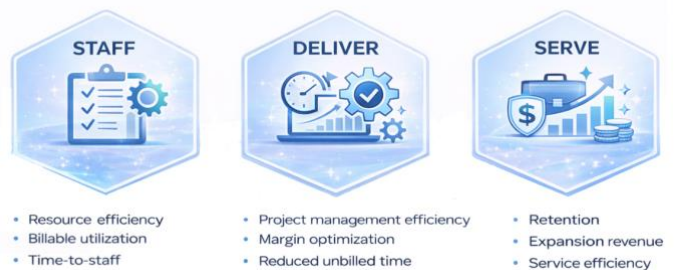 STAFF
DELIVER
SERVE
$
• Resource efficiency
• Billable utilization
• Time-to-staff
• Project management efficiency
• Margin optimization
• Reduced unbilled time
• Retention
• Expansion revenue
• Service efficiency